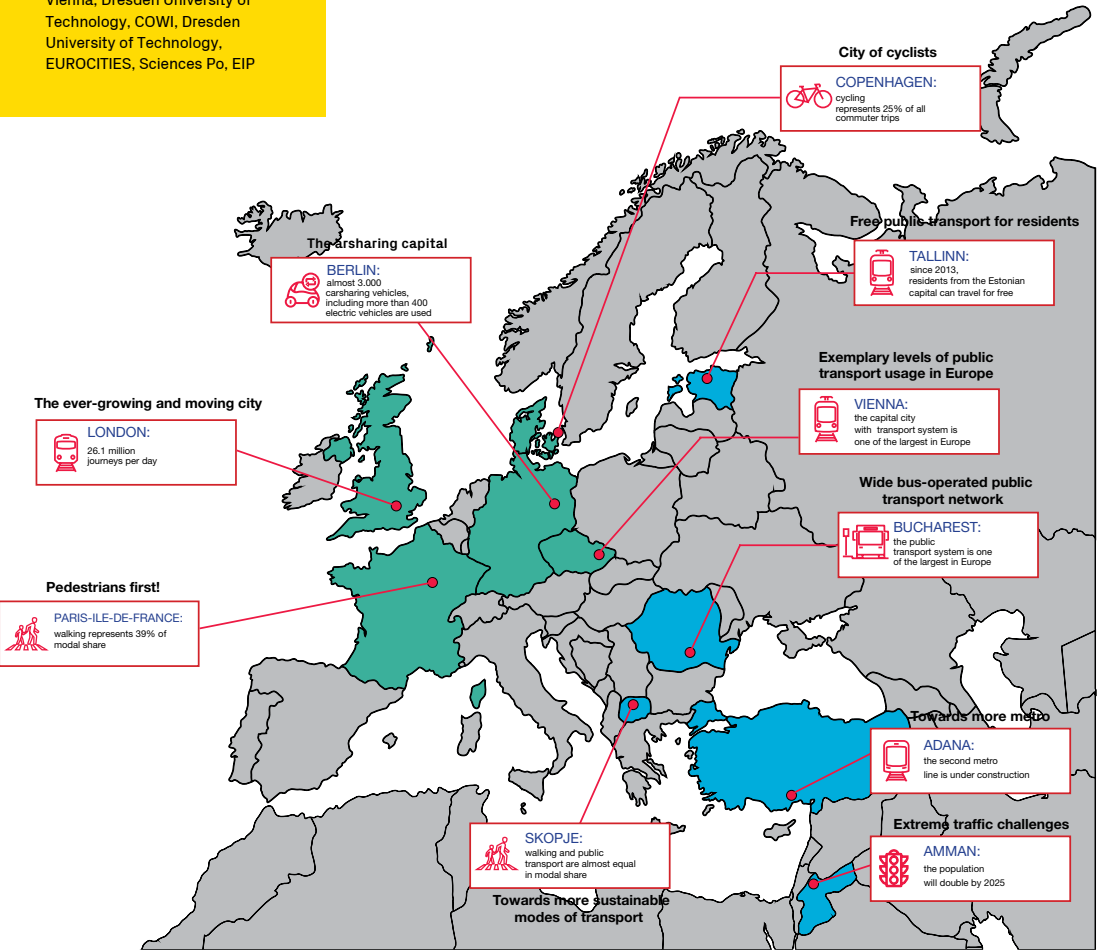 Vienna, Dresden University of
Technology, COWI, Dresden
University of Technology,
EUROCITIES, Sciences Po, EIP
City of cyclists
COPENHAGEN:
cycling
represents 25% of all
commuter trips
Free public transport for residents
TALLINN:
since 2013,
residents from the Estonian
capital can travel for free
The arsharing capital
BERLIN:
almost 3.000
carsharing vehicles,
including more than 400
electric vehicles are used
Exemplary levels of public
transport usage in Europe
VIENNA:
the capital city
with transport system is
one of the largest in Europe
The ever-growing and moving city
LONDON:
26.1 million
journeys per day
Wide bus-operated public
transport network
BUCHAREST:
the public
transport system is one
of the largest in Europe
Pedestrians first!
PARIS-ILE-DE-FRANCE:
walking represents 39% of
modal share
Towards more metro
ADANA:
the second metro
line is under construction
Extreme traffic challenges
AMMAN:
the population
will double by 2025
SKOPJE:
walking and public
transport are almost equal
in modal share
Towards more sustainable
modes of transport